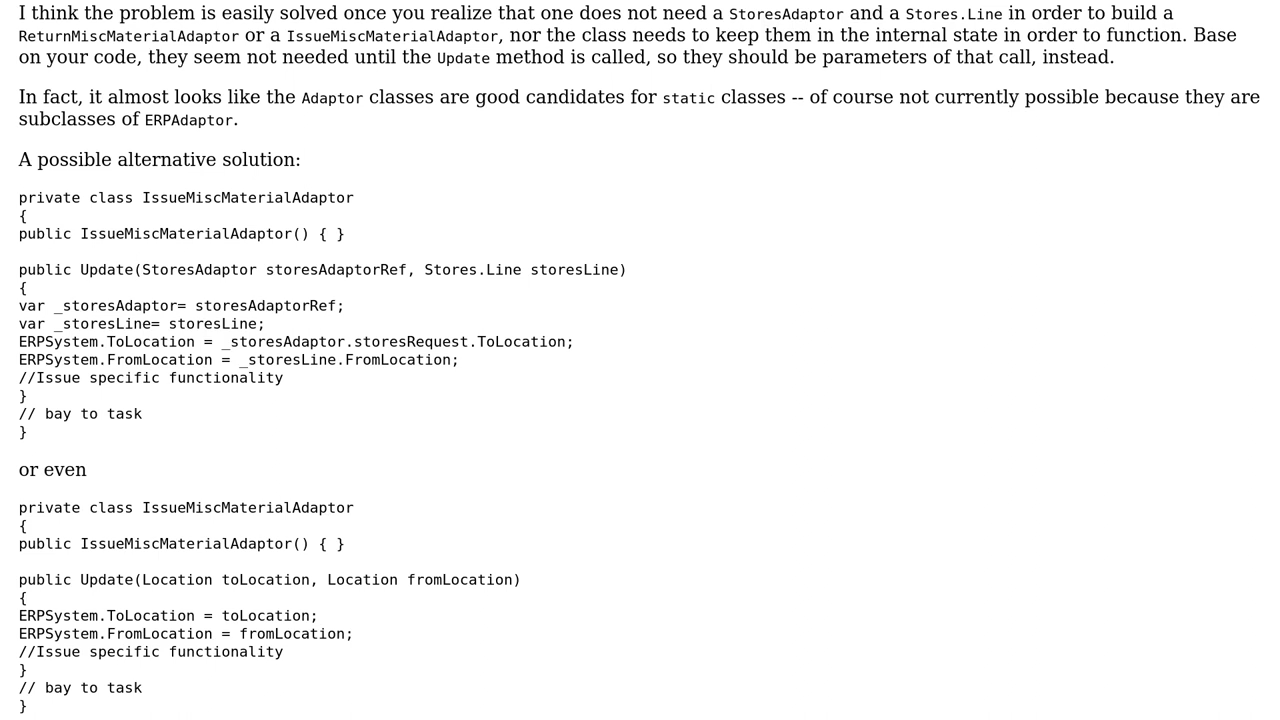 I think the problem is easily solved once you realize that one does not need a StoresAdaptor and a Stores.Line in order to build a
ReturnMiscMaterialAdaptor or a IssueMiscMaterialAdaptor, nor the class needs to keep them in the internal state in order to function. Base
on your code, they seem not needed until the Update method is called, so they should be parameters of that call, instead.
In fact, it almost looks like the Adaptor classes are good candidates for static classes -- of course not currently possible because they are
subclasses of ERPAdaptor.
A possible alternative solution:
private class IssueMiscMaterialAdaptor
{
public IssueMiscMaterialAdaptor() { }
public Update(StoresAdaptor storesAdaptorRef, Stores.Line storesLine)
{
var _storesAdaptor= storesAdaptorRef;
var _storesLine= storesLine;
ERPSystem.ToLocation = _storesAdaptor.storesRequest.ToLocation;
ERPSystem.FromLocation = _storesLine.FromLocation;
//Issue specific functionality
}
// bay to task
}
or even
private class IssueMiscMaterialAdaptor
{
public IssueMiscMaterialAdaptor() { }
public Update(Location toLocation, Location fromLocation)
{
ERPSystem.ToLocation = toLocation;
ERPSystem.FromLocation = fromLocation;
//Issue specific functionality
}
// bay to task
}